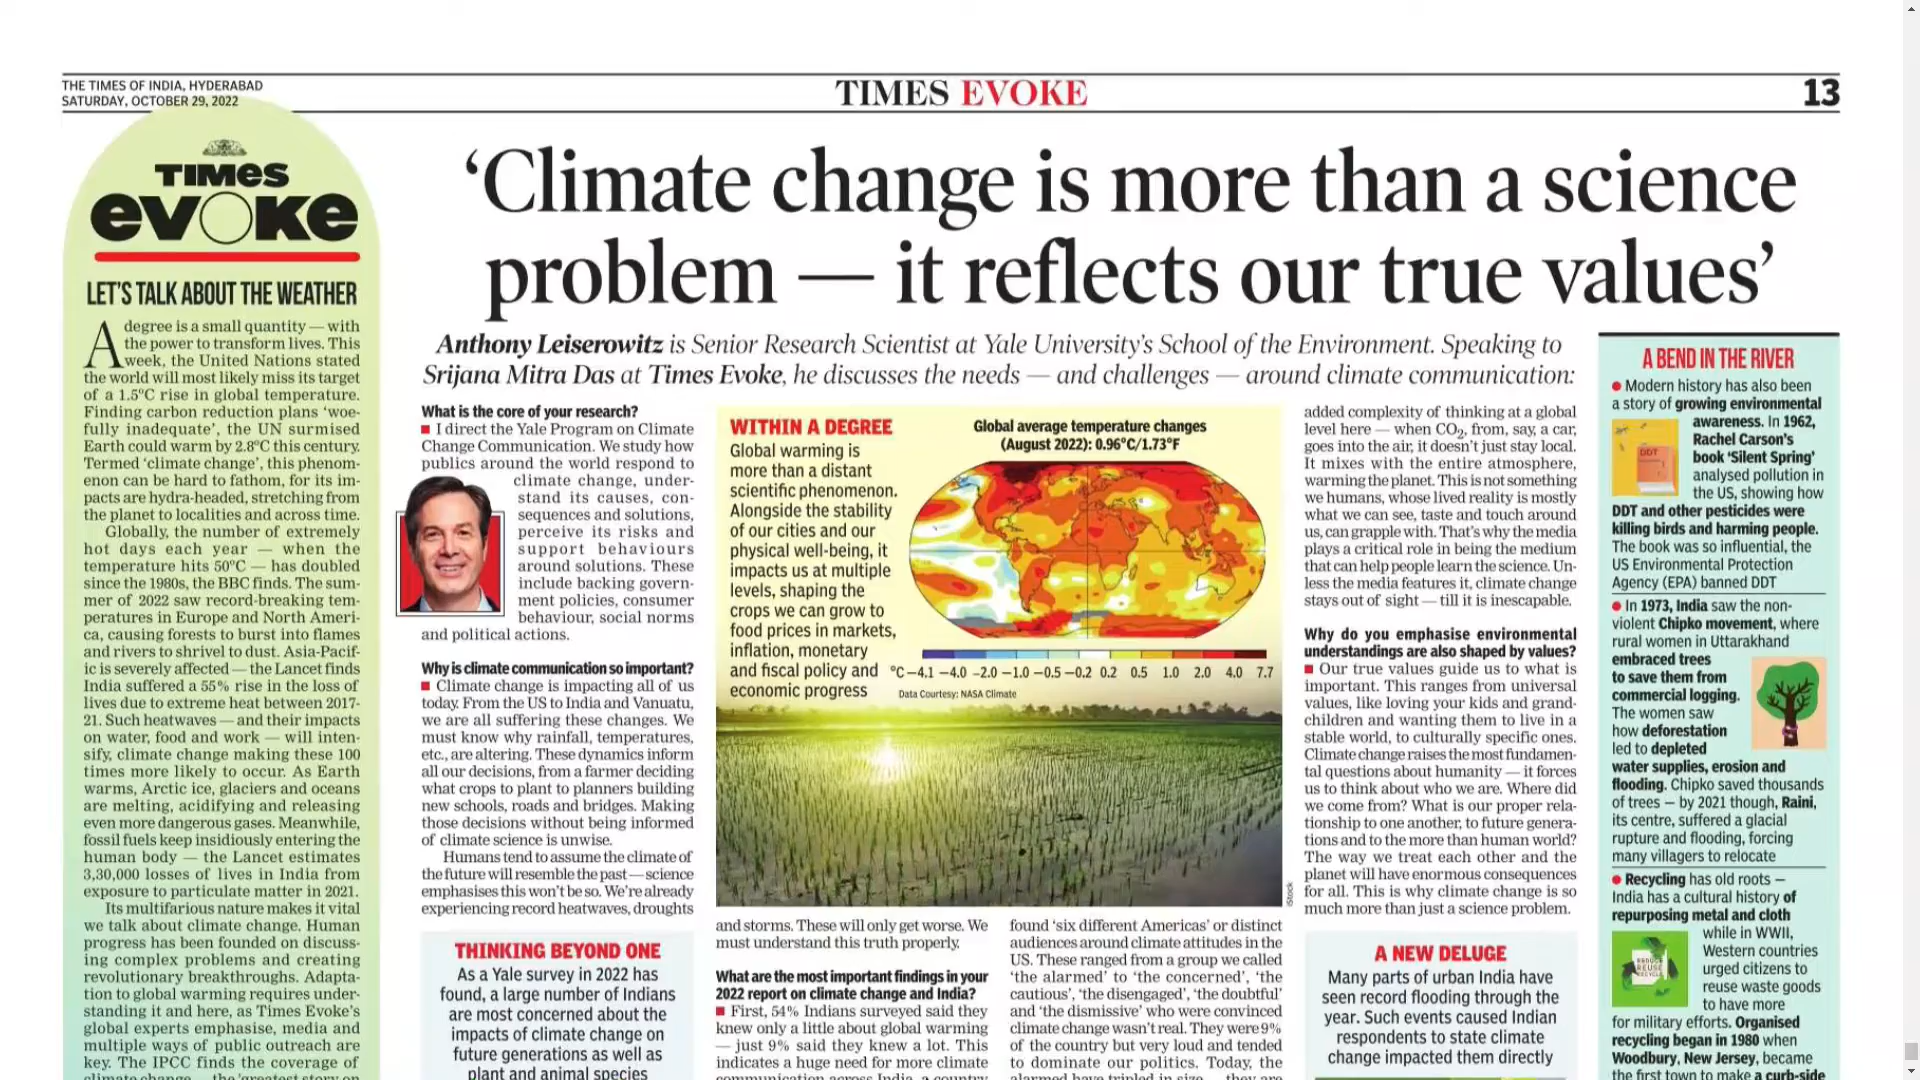 THE TIMES OF INDIA, HYDERABAD
SATURDAY, OCTOBER 29, 2022
TIMES EVOKE
13
TIMES
evoke
LET'S TALK ABOUT THE WEATHER
A degree is a small quantity — with
the power to transform lives. This
week, the United Nations stated
the world will most likely miss its target
of a 1.5ºC rise in global temperature.
Finding carbon reduction plans ‘woe-
fully inadequate’, the UN surmised
Earth could warm by 2.8ºC this century.
Termed ‘climate change’, this phenom-
enon can be hard to fathom, for its im-
pacts are hydra-headed, stretching from
the planet to localities and across time.
Globally, the number of extremely
hot days each year — when the
temperature hits 50ºC — has doubled
since the 1980s, the BBC finds. The sum-
mer of 2022 saw record-breaking tem-
peratures in Europe and North Ameri-
ca, causing forests to burst into flames
and rivers to shrivel to dust. Asia-Pacif-
ic is severely affected — the Lancet finds
India suffered a 55% rise in the loss of
lives due to extreme heat between 2017-
21. Such heatwaves — and their impacts
on water, food and work — will inten-
sify, climate change making these 100
times more likely to occur. As Earth
warms, Arctic ice, glaciers and oceans
are melting, acidifying and releasing
even more dangerous gases. Meanwhile,
fossil fuels keep insidiously entering the
human body — the Lancet estimates
3,30,000 losses of lives in India from
exposure to particulate matter in 2021.
Its multifarious nature makes it vital
we talk about climate change. Human
progress has been founded on discuss-
ing complex problems and creating
revolutionary breakthroughs. Adapta-
tion to global warming requires under-
standing it and here, as Times Evoke’s
global experts emphasise, media and
multiple ways of public outreach are
key. The IPCC finds the coverage of
climate change — the ‘greatest story on
‘Climate change is more than a science
problem — it reflects our true values’
Anthony Leiserowitz is Senior Research Scientist at Yale University’s School of the Environment. Speaking to
Srijana Mitra Das at Times Evoke, he discusses the needs — and challenges — around climate communication:
What is the core of your research?
■ I direct the Yale Program on Climate
Change Communication. We study how
publics around the world respond to
climate change, under-
stand its causes, con-
sequences and solutions,
perceive its risks and
support behaviours
around solutions. These
include backing govern-
ment policies, consumer
behaviour, social norms
and political actions.
Why is climate communication so important?
■ Climate change is impacting all of us
today. From the US to India and Vanuatu,
we are all suffering these changes. We
must know why rainfall, temperatures,
etc., are altering. These dynamics inform
all our decisions, from a farmer deciding
what crops to plant to planners building
new schools, roads and bridges. Making
those decisions without being informed
of climate science is unwise.
Humans tend to assume the climate of
the future will resemble the past — science
emphasises this won’t be so. We’re already
experiencing record heatwaves, droughts
THINKING BEYOND ONE
As a Yale survey in 2022 has
found, a large number of Indians
are most concerned about the
impacts of climate change on
future generations as well as
plant and animal species
WITHIN A DEGREE
Global warming is
more than a distant
scientific phenomenon.
Alongside the stability
of our cities and our
physical well-being, it
impacts us at multiple
levels, shaping the
crops we can grow to
food prices in markets,
inflation, monetary
and fiscal policy and
economic progress
Global average temperature changes
(August 2022): 0.96°C/1.73°F
°C –4.1 –4.0 –2.0 –1.0 –0.5 –0.2 0.2 0.5 1.0 2.0 4.0 7.7
Data Courtesy: NASA Climate
iStock
and storms. These will only get worse. We
must understand this truth properly.
What are the most important findings in your
2022 report on climate change and India?
■ First, 54% Indians surveyed said they
knew only a little about global warming
— just 9% said they knew a lot. This
indicates a huge need for more climate
communication across India, a country
found ‘six different Americas’ or distinct
audiences around climate attitudes in the
US. These ranged from a group we called
‘the alarmed’ to ‘the concerned’, ‘the
cautious’, ‘the disengaged’, ‘the doubtful’
and ‘the dismissive’ who were convinced
climate change wasn’t real. They were 9%
of the country but very loud and tended
to dominate our politics. Today, the
alarmed have tripled in size — they are
added complexity of thinking at a global
level here — when CO₂, from, say, a car,
goes into the air, it doesn’t just stay local.
It mixes with the entire atmosphere,
warming the planet. This is not something
we humans, whose lived reality is mostly
what we can see, taste and touch around
us, can grapple with. That’s why the media
plays a critical role in being the medium
that can help people learn the science. Un-
less the media features it, climate change
stays out of sight — till it is inescapable.
Why do you emphasise environmental
understandings are also shaped by values?
■ Our true values guide us to what is
important. This ranges from universal
values, like loving your kids and grand-
children and wanting them to live in a
stable world, to culturally specific ones.
Climate change raises the most fundamen-
tal questions about humanity — it forces
us to think about who we are. Where did
we come from? What is our proper rela-
tionship to one another, to future genera-
tions and to the more than human world?
The way we treat each other and the
planet will have enormous consequences
for all. This is why climate change is so
much more than just a science problem.
A NEW DELUGE
Many parts of urban India have
seen record flooding through the
year. Such events caused Indian
respondents to state climate
change impacted them directly
A BEND IN THE RIVER
● Modern history has also been
a story of growing environmental
awareness. In 1962,
Rachel Carson’s
book ‘Silent Spring’
analysed pollution in
the US, showing how
DDT and other pesticides were
killing birds and harming people.
The book was so influential, the
US Environmental Protection
Agency (EPA) banned DDT
DDT
● In 1973, India saw the non-
violent Chipko movement, where
rural women in Uttarakhand
embraced trees
to save them from
commercial logging.
The women saw
how deforestation
led to depleted
water supplies, erosion and
flooding. Chipko saved thousands
of trees — by 2021 though, Raini,
its centre, suffered a glacial
rupture and flooding, forcing
many villagers to relocate
● Recycling has old roots —
India has a cultural history of
repurposing metal and cloth
while in WWII,
Western countries
urged citizens to
reuse waste goods
to have more
for military efforts. Organised
recycling began in 1980 when
Woodbury, New Jersey, became
the first town to make a curb-side
REDUCE
REUSE
RECYCLE